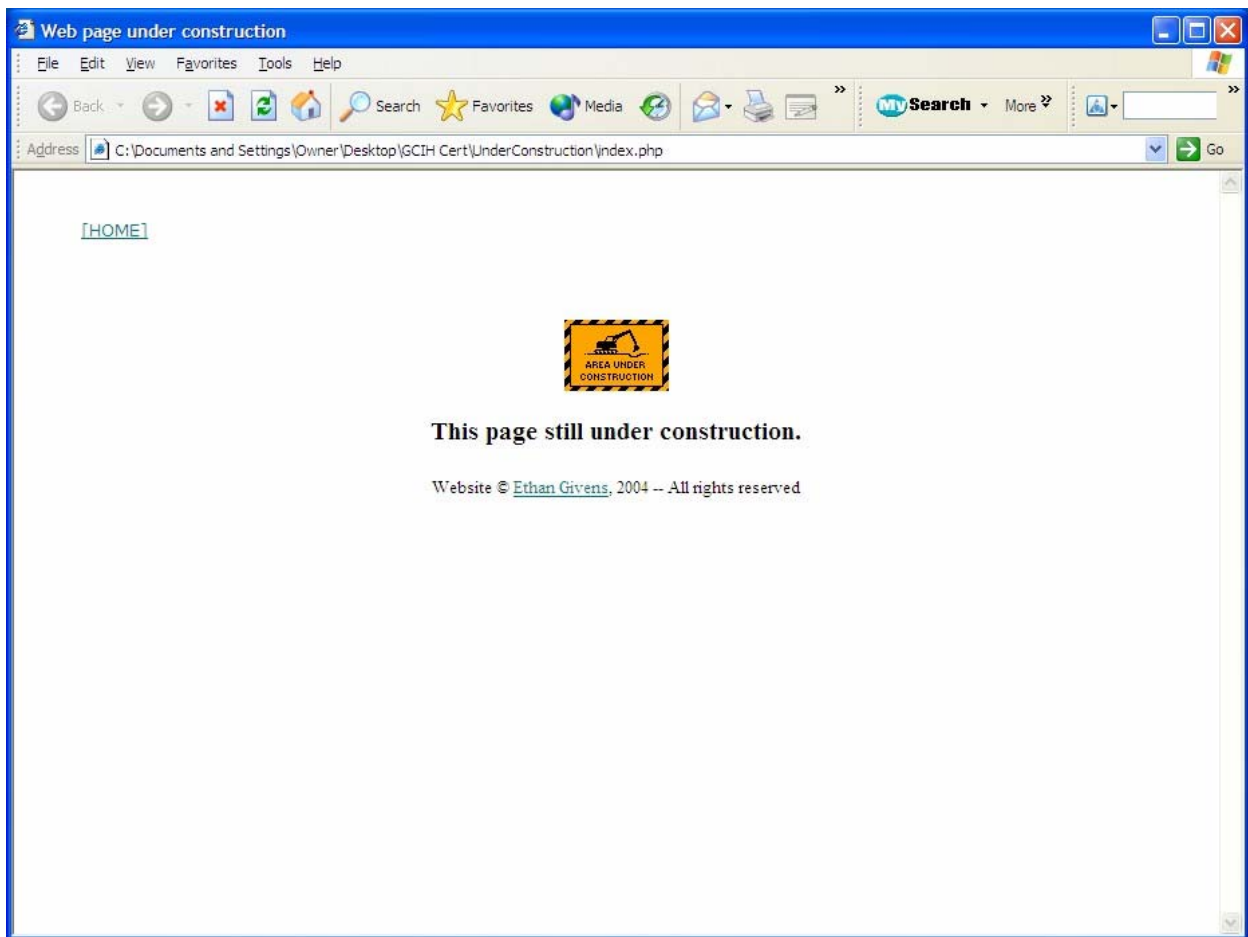 Web page under construction
File Edit View Favorites Tools Help
Back Search Favorites Media » My Search More » »
Address C:\Documents and Settings\Owner\Desktop\GCIH Cert\UnderConstruction\index.php Go
[HOME]
AREA UNDER
CONSTRUCTION
This page still under construction.
Website © Ethan Givens, 2004 -- All rights reserved